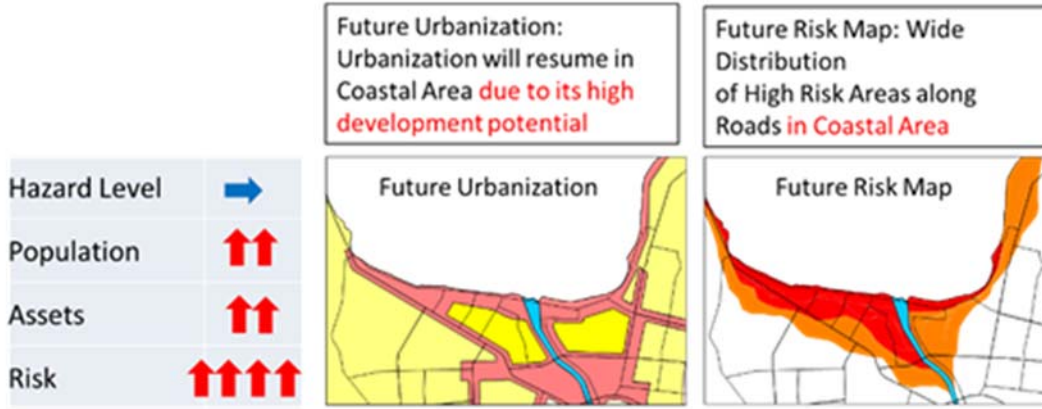 Future Urbanization:
Urbanization will resume in
Coastal Area due to its high
development potential
Future Risk Map: Wide
Distribution
of High Risk Areas along
Roads in Coastal Area
Hazard Level
Population
Assets
Risk
Future Urbanization
Future Risk Map